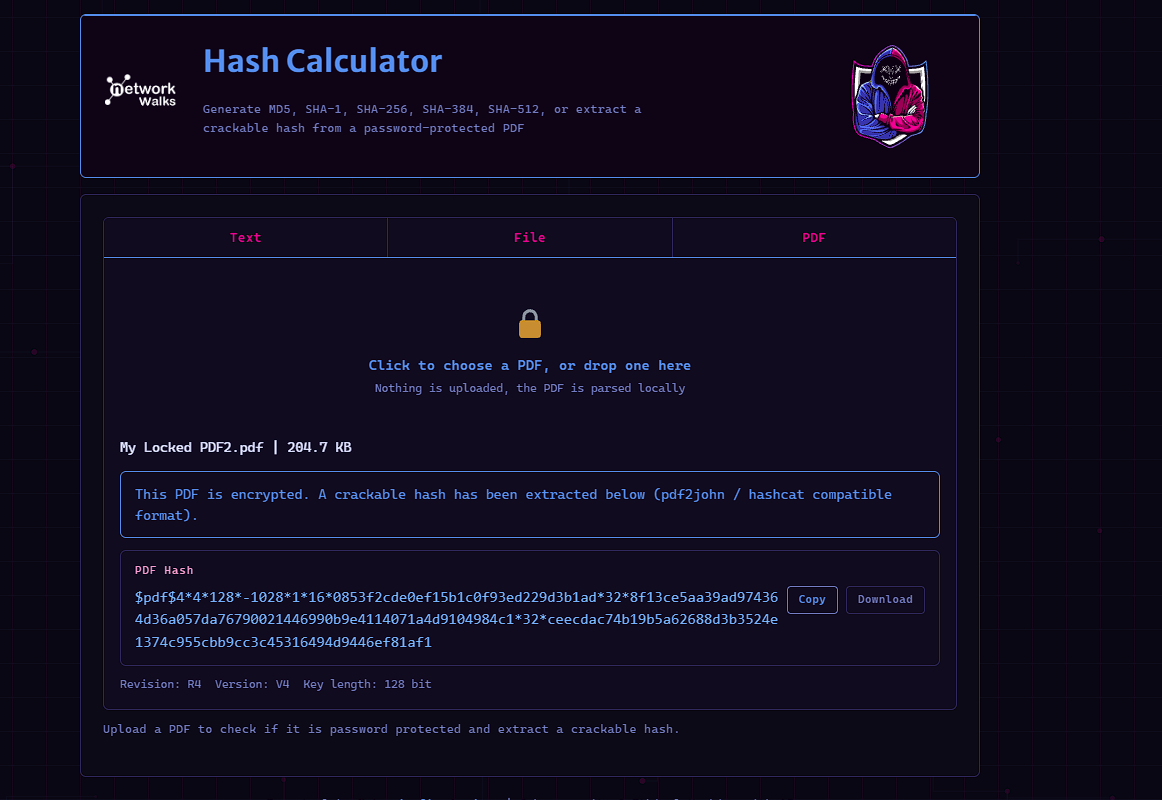 Hash Calculator
network
Walks
Generate MD5, SHA-1, SHA-256, SHA-384, SHA-512, or extract a
crackable hash from a password-protected PDF
Text
File
PDF
Click to choose a PDF, or drop one here
Nothing is uploaded, the PDF is parsed locally
My Locked PDF2.pdf | 204.7 KB
This PDF is encrypted. A crackable hash has been extracted below (pdf2john / hashcat compatible
format).
PDF Hash
$pdf$4*4*128*-1028*1*16*0853f2cde0ef15b1c0f93ed229d3b1ad*32*8f13ce5aa39ad97436
4d36a057da76790021446990b9e4114071a4d9104984c1*32*ceecdac74b19b5a62688d3b3524e
1374c955cbb9cc3c45316494d9446ef81af1
Copy
Download
Revision: R4 Version: V4 Key length: 128 bit
Upload a PDF to check if it is password protected and extract a crackable hash.